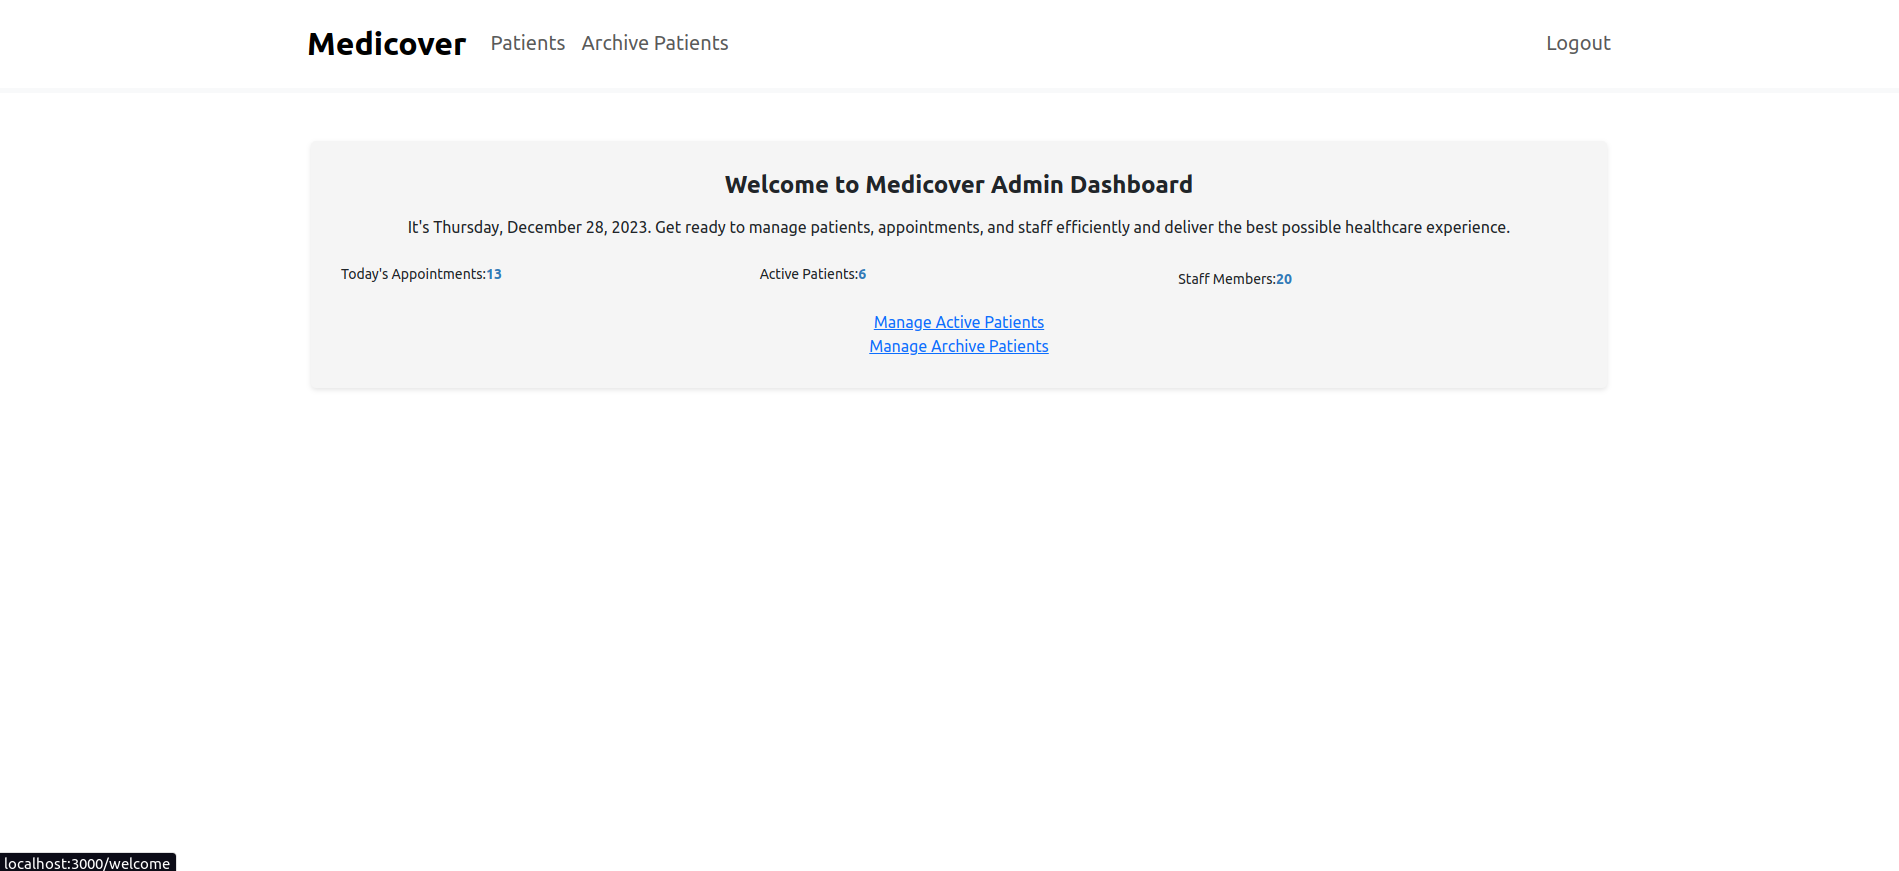 Medicover Patients Archive Patients Logout
Welcome to Medicover Admin Dashboard
It's Thursday, December 28, 2023. Get ready to manage patients, appointments, and staff efficiently and deliver the best possible healthcare experience.
Today's Appointments:13 Active Patients:6 Staff Members:20
Manage Active Patients
Manage Archive Patients
localhost:3000/welcome